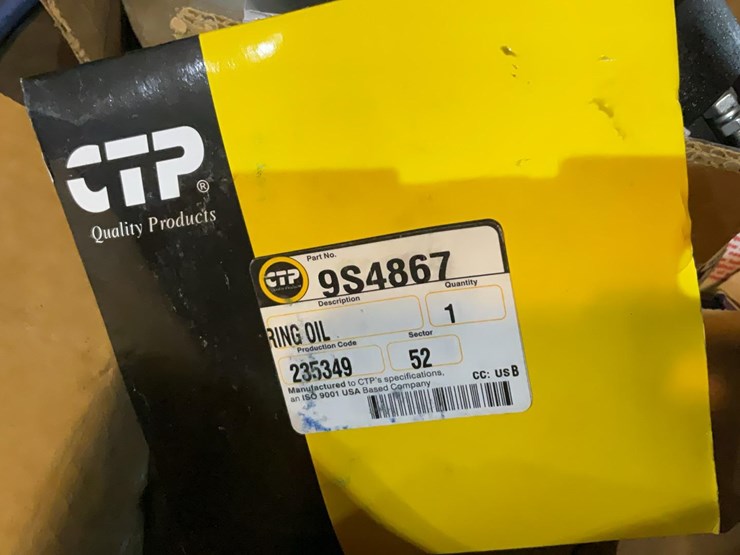 CTP®
Quality Products
Part No.
CTP 9S4867
Description
Quantity
RING OIL
1
Production Code
Sector
235349
52
Manufactured to CTP's specifications,
an ISO 9001 USA Based Company
CC: US B